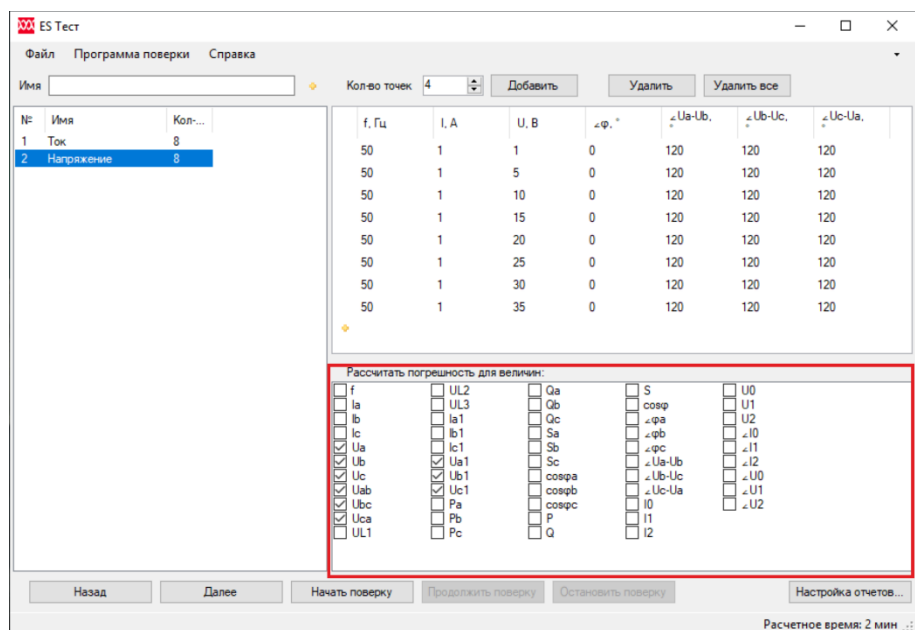 ES Тест
Файл Программа поверки Справка
Имя Кол-во точек 4 Добавить Удалить Удалить все
№ Имя Кол-...
1 Ток 8
2 Напряжение 8
f, Гц I, А U, В ∠φ, ° ∠Ua-Ub, ° ∠Ub-Uc, ° ∠Uc-Ua, °
50 1 1 0 120 120 120
50 1 5 0 120 120 120
50 1 10 0 120 120 120
50 1 15 0 120 120 120
50 1 20 0 120 120 120
50 1 25 0 120 120 120
50 1 30 0 120 120 120
50 1 35 0 120 120 120
Рассчитать погрешность для величин:
f UL2 Qa S U0
Ia UL3 Qb cosφ U1
Ib Ia1 Qc ∠φa U2
Ic Ib1 Sa ∠φb ∠I0
Ua Ic1 Sb ∠φc ∠I1
Ub Ua1 Sc ∠Ua-Ub ∠I2
Uc Ub1 cosφa ∠Ub-Uc ∠U0
Uab Uc1 cosφb ∠Uc-Ua ∠U1
Ubc Pa cosφc I0 ∠U2
Uca Pb P I1
UL1 Pc Q I2
Назад Далее Начать поверку Продолжить поверку Остановить поверку Настройка отчетов...
Расчетное время: 2 мин